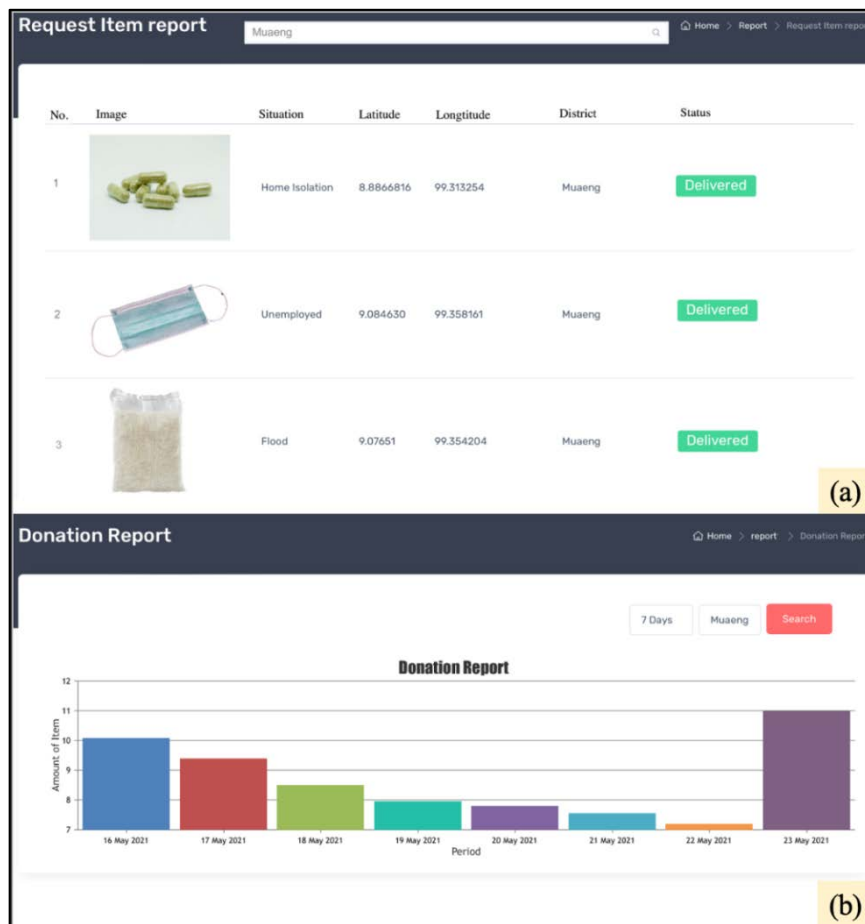 Request Item report
Muaeng
Home > Report > Request Item repor
No. Image Situation Latitude Longtitude District Status
1 Home Isolation 8.8866816 99.313254 Muaeng Delivered
2 Unemployed 9.084630 99.358161 Muaeng Delivered
3 Flood 9.07651 99.354204 Muaeng Delivered
(a)
Donation Report
Home > report > Donation Repor
7 Days Muaeng Search
Donation Report
Amount of Item
12
11
10
9
8
7
16 May 2021 17 May 2021 18 May 2021 19 May 2021 20 May 2021 21 May 2021 22 May 2021 23 May 2021
Period
(b)